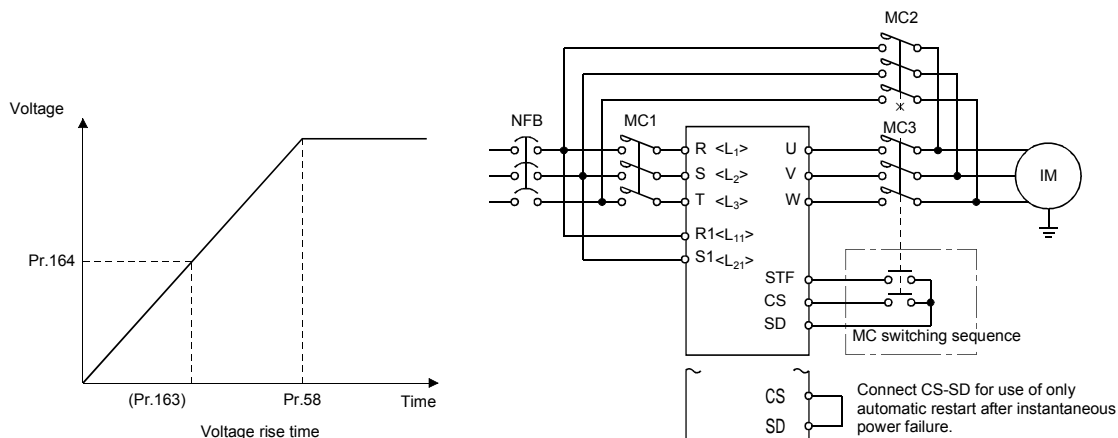 Voltage
Pr.164
(Pr.163)
Pr.58
Time
Voltage rise time
MC2
NFB
MC1
MC3
R <L1>
S <L2>
T <L3>
R1<L11>
S1<L21>
U
V
W
IM
STF
CS
SD
MC switching sequence
CS
SD
Connect CS-SD for use of only
automatic restart after instantaneous
power failure.